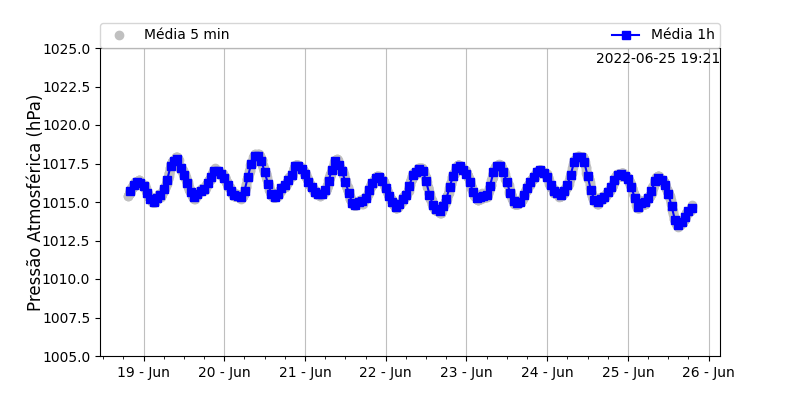 Média 5 min
Média 1h
2022-06-25 19:21
Pressão Atmosférica (hPa)
1025.0
1022.5
1020.0
1017.5
1015.0
1012.5
1010.0
1007.5
1005.0
19 - Jun 20 - Jun 21 - Jun 22 - Jun 23 - Jun 24 - Jun 25 - Jun 26 - Jun